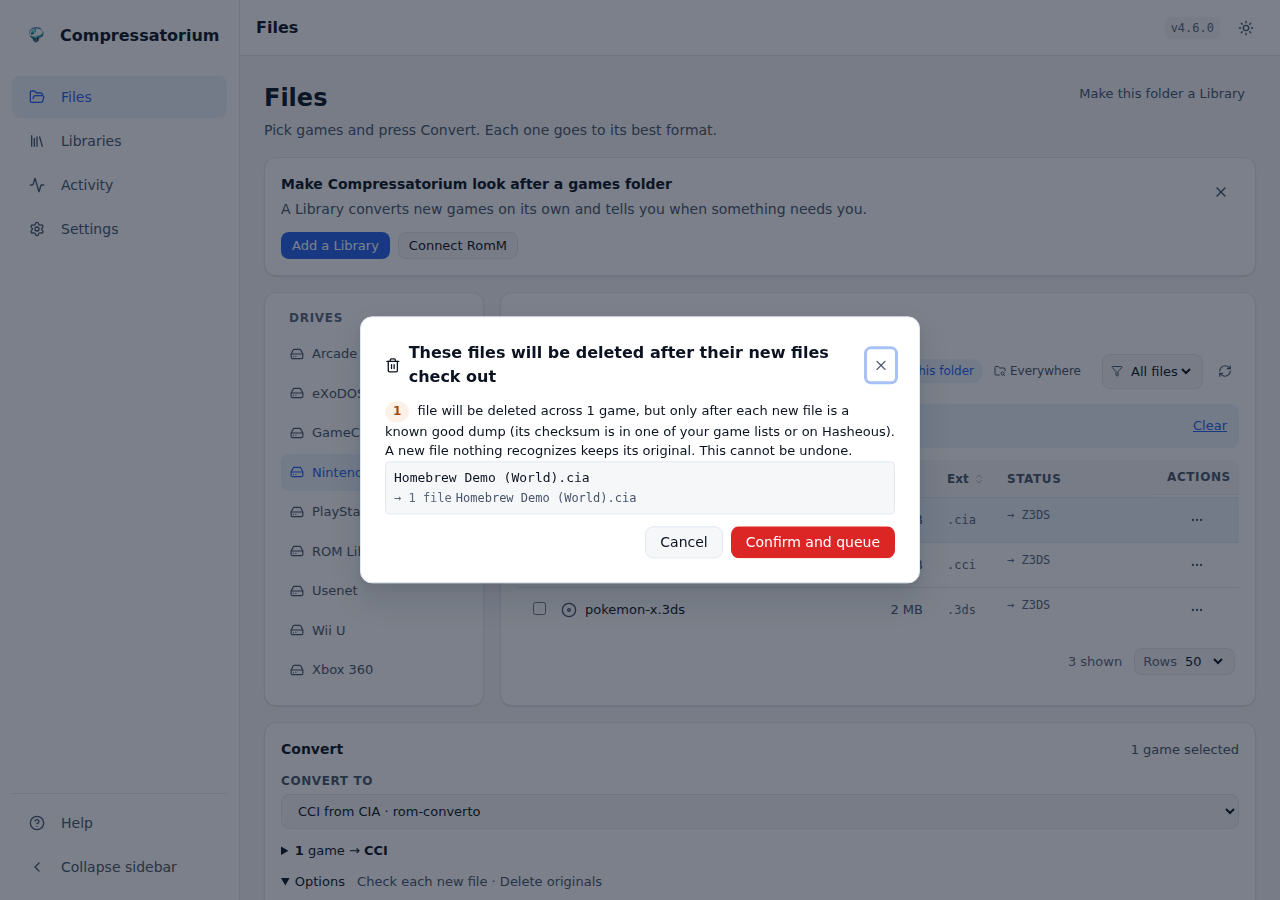 Compressatorium
Files
Libraries
Activity
Settings
Help
Collapse sidebar
Files
v4.6.0
Files
Make this folder a Library
Pick games and press Convert. Each one goes to its best format.
Make Compressatorium look after a games folder
A Library converts new games on its own and tells you when something needs you.
Add a Library
Connect RomM
DRIVES
Arcade
Usenet
Wii U
Xbox 360
folder
Everywhere
All files
Clear
Ext
STATUS
ACTIONS
.cia
→ Z3DS
.cci
→ Z3DS
pokemon-x.3ds
2 MB
.3ds
→ Z3DS
3 shown
Rows 50
These files will be deleted after their new files
check out
1 file will be deleted across 1 game, but only after each new file is a
known good dump (its checksum is in one of your game lists or on Hasheous).
A new file nothing recognizes keeps its original. This cannot be undone.
Homebrew Demo (World).cia
→ 1 file Homebrew Demo (World).cia
Cancel
Confirm and queue
Convert
1 game selected
CONVERT TO
CCI from CIA · rom-converto
1 game → CCI
Options Check each new file · Delete originals